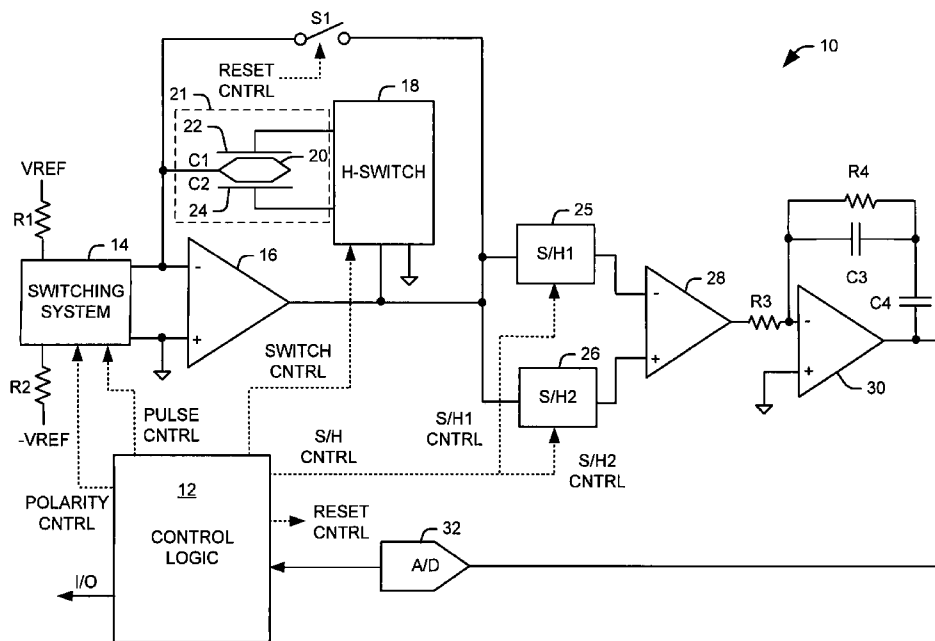 S1
10
RESET
CNTRL
18
21
22
20
C1
C2
24
H-SWITCH
VREF
R1
14
16
SWITCHING
SYSTEM
-
+
R2
-VREF
25
S/H1
26
S/H2
28
-
+
R3
R4
C3
C4
-
+
30
SWITCH
CNTRL
PULSE
CNTRL
S/H
CNTRL
S/H1
CNTRL
S/H2
CNTRL
POLARITY
CNTRL
12
CONTROL
LOGIC
RESET
CNTRL
32
A/D
I/O